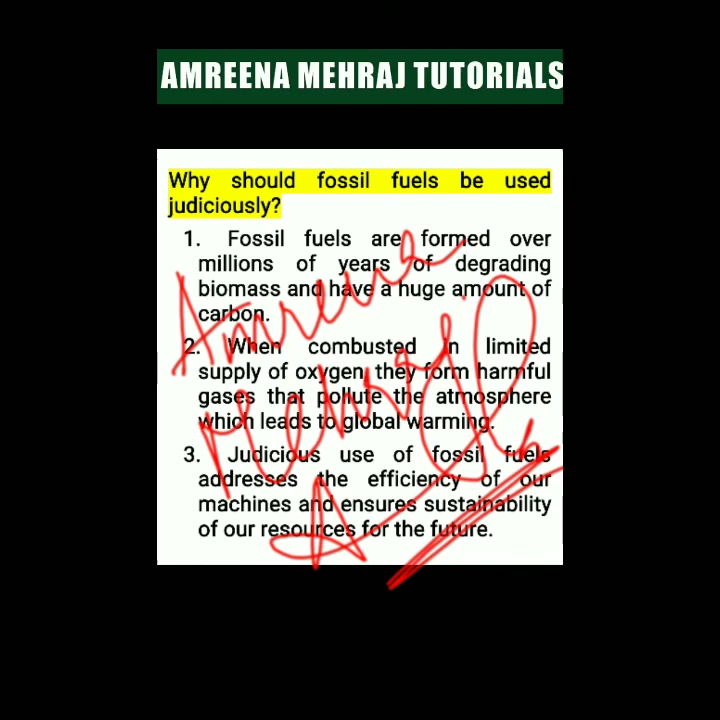 AMREENA MEHRAJ TUTORIALS
Why should fossil fuels be used
judiciously?
1. Fossil fuels are formed over
millions of years of degrading
biomass and have a huge amount of
carbon.
2. When combusted in limited
supply of oxygen, they form harmful
gases that pollute the atmosphere
which leads to global warming.
3. Judicious use of fossil fuels
addresses the efficiency of our
machines and ensures sustainability
of our resources for the future.
Amreena
Mehraj